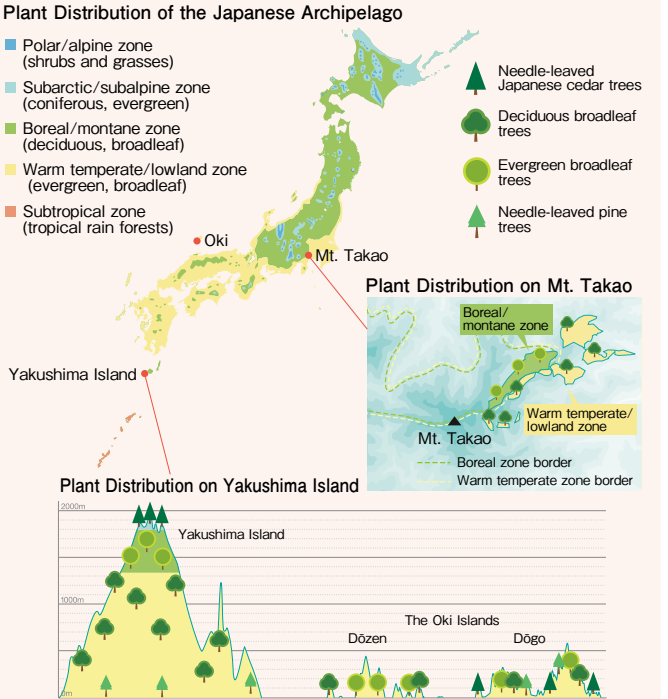 Plant Distribution of the Japanese Archipelago
Polar/alpine zone
(shrubs and grasses)
Subarctic/subalpine zone
(coniferous, evergreen)
Boreal/montane zone
(deciduous, broadleaf)
Warm temperate/lowland zone
(evergreen, broadleaf)
Subtropical zone
(tropical rain forests)
Needle-leaved
Japanese cedar trees
Deciduous broadleaf
trees
Evergreen broadleaf
trees
Needle-leaved pine
trees
Oki
Mt. Takao
Yakushima Island
Plant Distribution on Mt. Takao
Boreal/
montane zone
Warm temperate/
lowland zone
Mt. Takao
Boreal zone border
Warm temperate zone border
Plant Distribution on Yakushima Island
2000m
Yakushima Island
1000m
The Oki Islands
Dōzen
Dōgo
0m